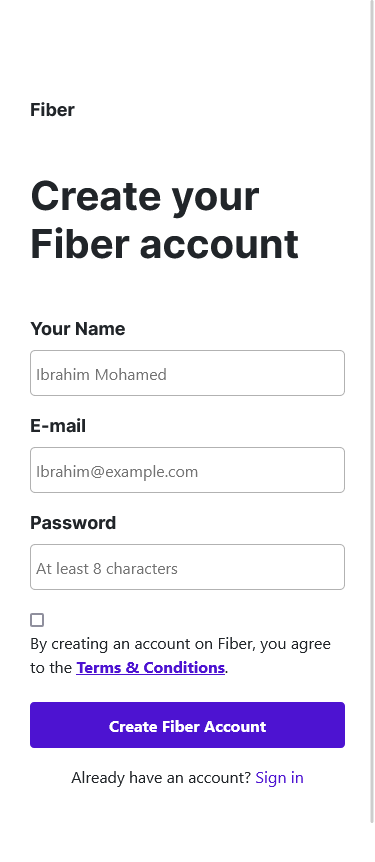 Fiber
Create your
Fiber account
Your Name
Ibrahim Mohamed
E-mail
Ibrahim@example.com
Password
At least 8 characters
By creating an account on Fiber, you agree
to the Terms & Conditions.
Create Fiber Account
Already have an account? Sign in